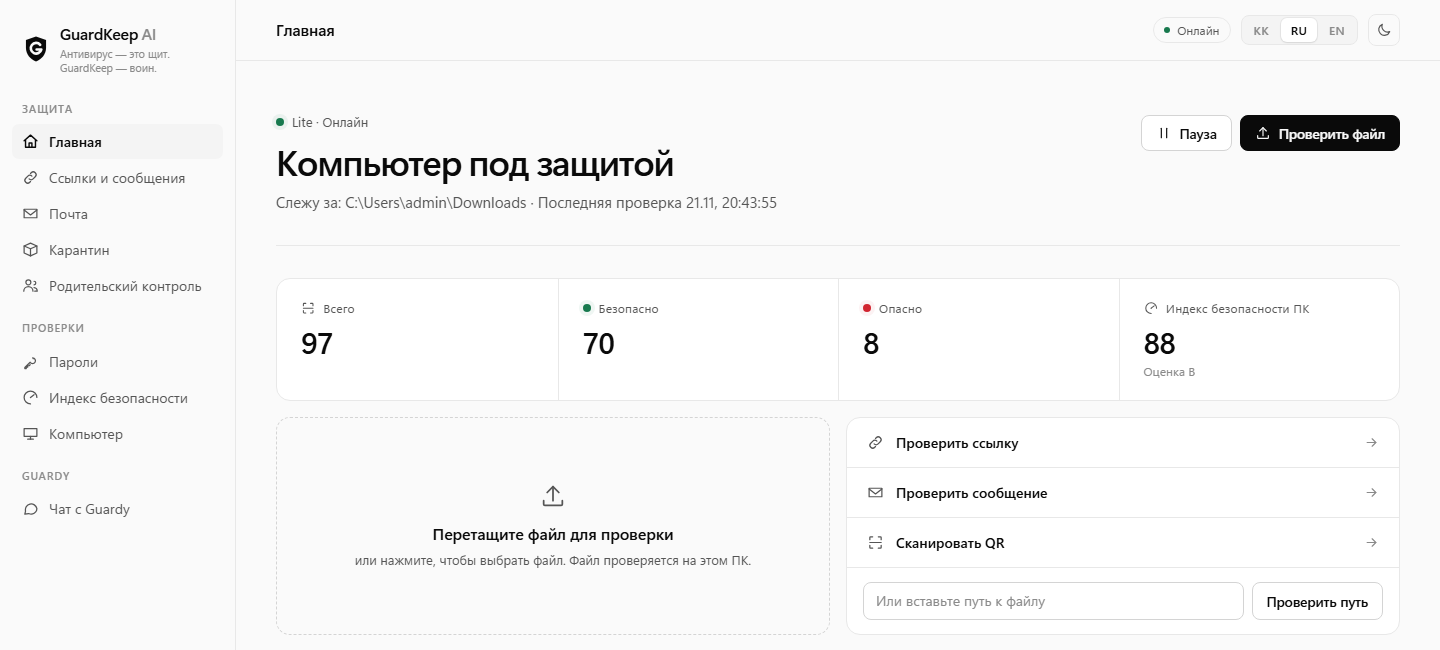 GuardKeep AI
Антивирус — это щит.
GuardKeep — воин.
ЗАЩИТА
Главная
Ссылки и сообщения
Почта
Карантин
Родительский контроль
ПРОВЕРКИ
Пароли
Индекс безопасности
Компьютер
GUARDY
Чат с Guardy
Главная
Онлайн
KK RU EN
Lite · Онлайн
Компьютер под защитой
Слежу за: C:\Users\admin\Downloads · Последняя проверка 21.11, 20:43:55
Пауза
Проверить файл
Всего
97
Безопасно
70
Опасно
8
Индекс безопасности ПК
88
Оценка B
Перетащите файл для проверки
или нажмите, чтобы выбрать файл. Файл проверяется на этом ПК.
Проверить ссылку
Проверить сообщение
Сканировать QR
Или вставьте путь к файлу
Проверить путь